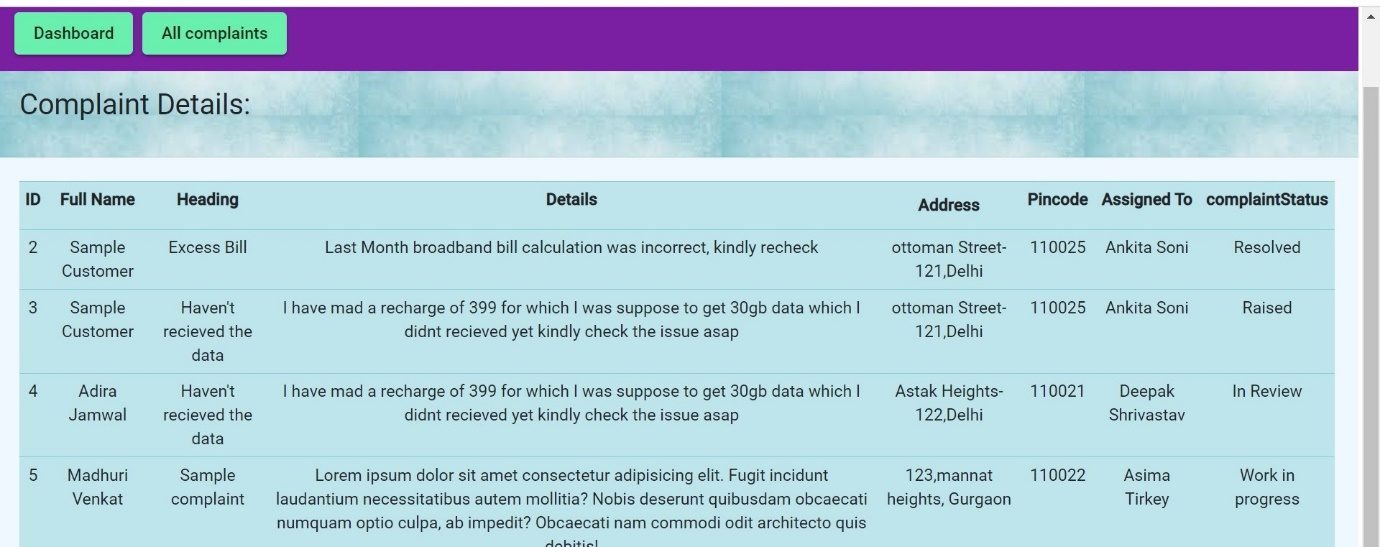 Dashboard All complaints
Complaint Details:
ID Full Name Heading Details Address Pincode Assigned To complaintStatus
2 Sample Excess Bill Last Month broadband bill calculation was incorrect, kindly recheck ottoman Street- 110025 Ankita Soni Resolved
Customer 121,Delhi
3 Sample Haven't I have mad a recharge of 399 for which I was suppose to get 30gb data which I ottoman Street- 110025 Ankita Soni Raised
Customer recieved the didnt recieved yet kindly check the issue asap 121,Delhi
data
4 Adira Haven't I have mad a recharge of 399 for which I was suppose to get 30gb data which I Astak Heights- 110021 Deepak In Review
Jamwal recieved the didnt recieved yet kindly check the issue asap 122,Delhi Shrivastav
data
5 Madhuri Sample Lorem ipsum dolor sit amet consectetur adipisicing elit. Fugit incidunt 123,mannat 110022 Asima Work in
Venkat complaint laudantium necessitatibus autem mollitia? Nobis deserunt quibusdam obcaecati heights, Gurgaon Tirkey progress
numquam optio culpa, ab impedit? Obcaecati nam commodi odit architecto quis
debitis!